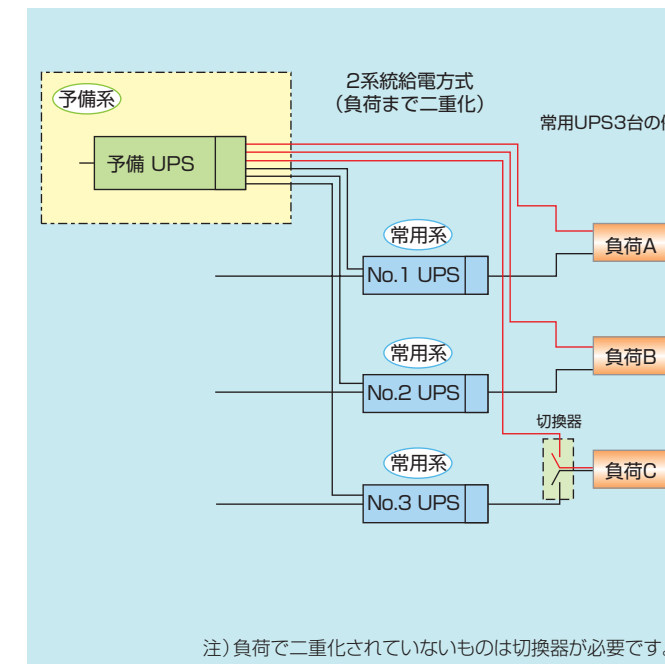 2系統給電方式
（負荷まで二重化）
予備系
常用UPS3台の
予備 UPS
常用系
負荷A
No.1 UPS
常用系
負荷B
No.2 UPS
切換器
常用系
負荷C
No.3 UPS
注）負荷で二重化されていないものは切換器が必要です。